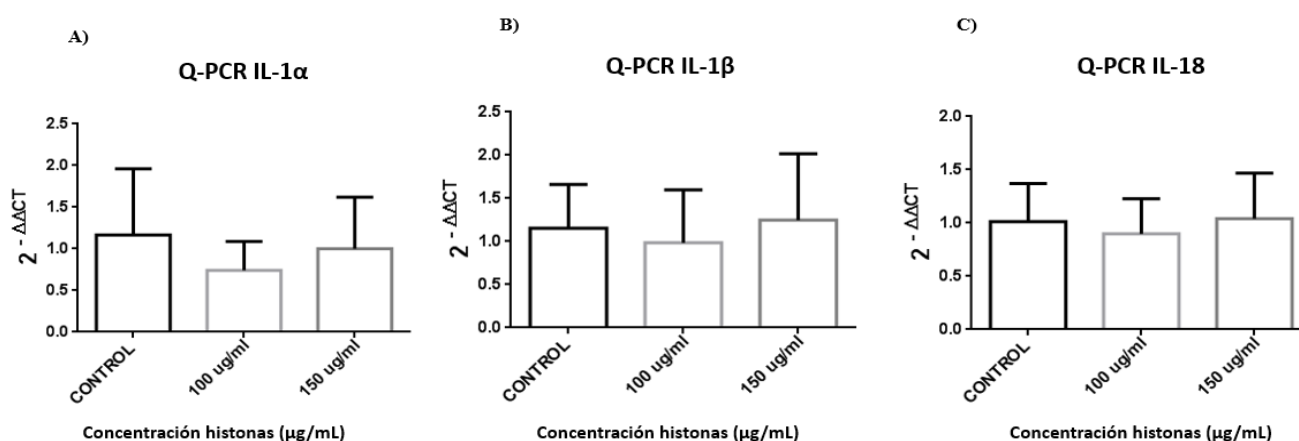 A)
Q-PCR IL-1α
2.5
2.0
1.5
1.0
0.5
0.0
2 - ΔΔCT
CONTROL
100 ug/ml
150 ug/ml
Concentración histonas (µg/mL)
B)
Q-PCR IL-1β
2.5
2.0
1.5
1.0
0.5
0.0
2 - ΔΔCT
CONTROL
100 ug/ml
150 ug/ml
Concentración histonas (µg/mL)
C)
Q-PCR IL-18
2.0
1.5
1.0
0.5
0.0
2 - ΔΔCT
CONTROL
100 ug/ml
150 ug/ml
Concentración histonas (µg/mL)